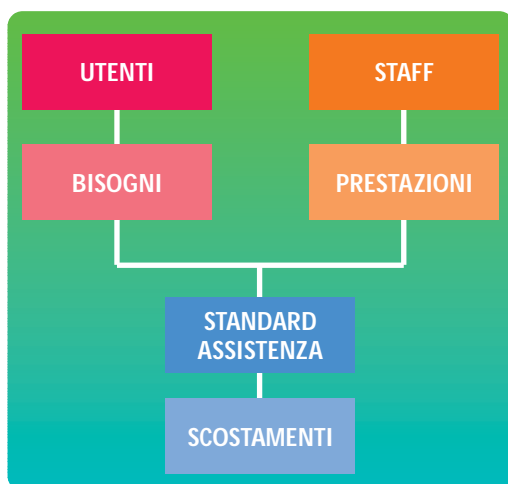 UTENTI
STAFF
BISOGNI
PRESTAZIONI
STANDARD
ASSISTENZA
SCOSTAMENTI